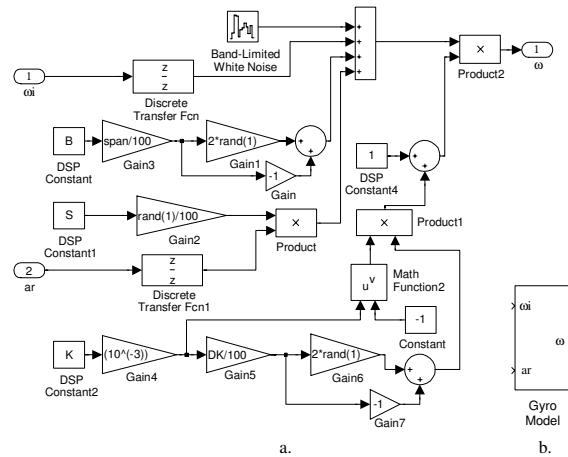 Band-Limited
White Noise
+
+
+
+
×
Product2
1
ω
1
ωi
z
z
Discrete
Transfer Fcn
B
DSP
Constant
span/100
Gain3
2*rand(1)
Gain1
-1
Gain
+
+
1
DSP
Constant4
+
+
S
DSP
Constant1
rand(1)/100
Gain2
×
Product
×
Product1
2
ar
z
z
Discrete
Transfer Fcn1
u^v
Math
Function2
-1
Constant
K
DSP
Constant2
(10^(-3))
Gain4
DK/100
Gain5
2*rand(1)
Gain6
-1
Gain7
+
+
ωi
ω
ar
Gyro
Model
a.
b.